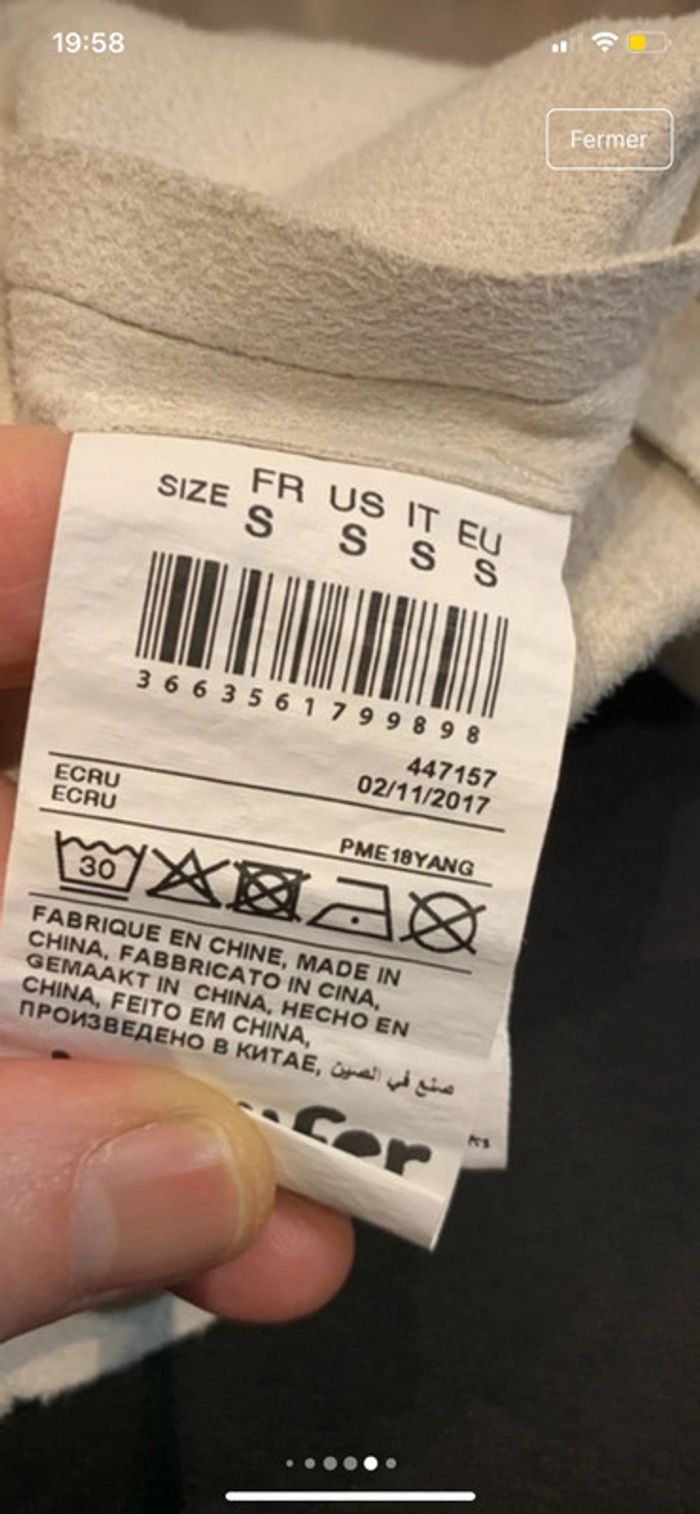 19:58
Fermer
SIZE FR US IT EU
S S S S
3663561799898
447157
ECRU 02/11/2017
ECRU
PME18YANG
30
FABRIQUE EN CHINE, MADE IN
CHINA, FABBRICATO IN CINA,
GEMAAKT IN CHINA, HECHO EN
CHINA, FEITO EM CHINA,
ПРОИЗВЕДЕНО В КИТАЕ, صنع في الصين